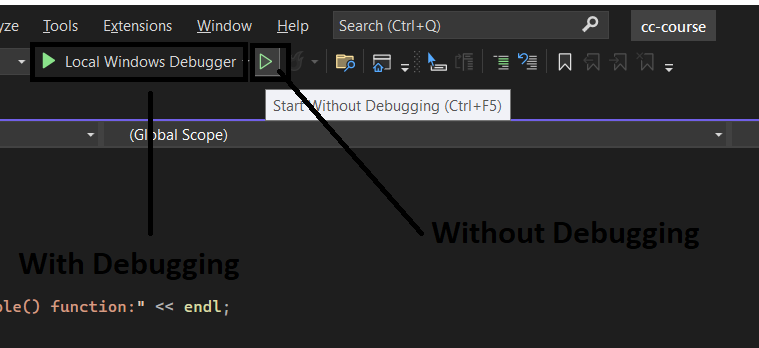 yze Tools Extensions Window Help Search (Ctrl+Q) cc-course
Local Windows Debugger
Start Without Debugging (Ctrl+F5)
(Global Scope)
Without Debugging
With Debugging
ole() function:" << endl;